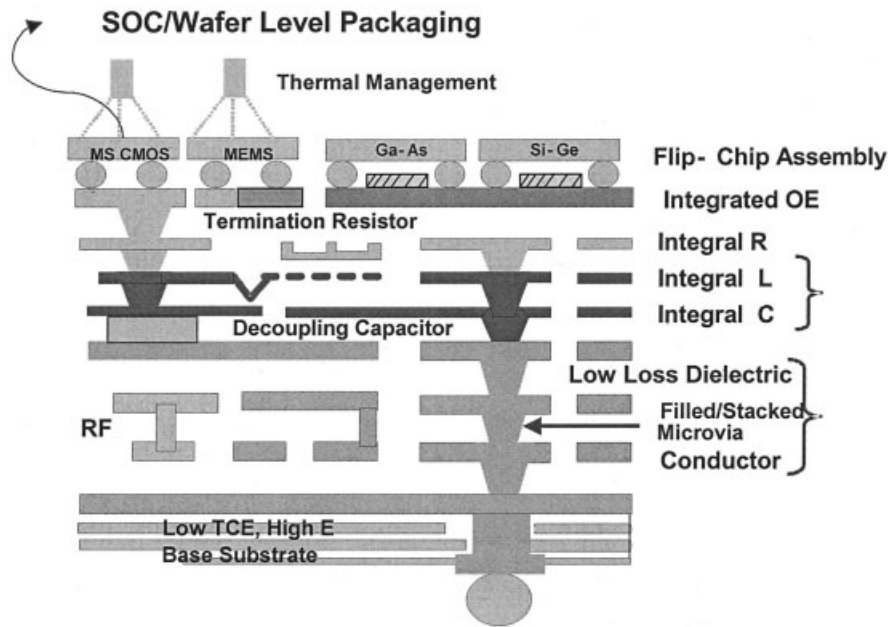 SOC/Wafer Level Packaging
Thermal Management
MS CMOS
MEMS
Ga-As
Si-Ge
Flip- Chip Assembly
Integrated OE
Termination Resistor
Integral R
Integral L
Integral C
Decoupling Capacitor
Low Loss Dielectric
RF
Filled/Stacked
Microvia
Conductor
Low TCE, High E
Base Substrate